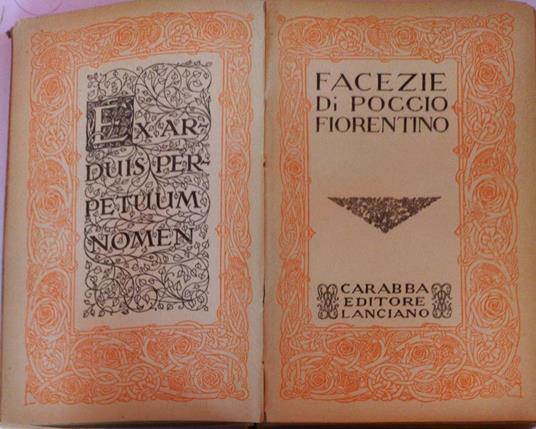 EX AR-
DUIS PER-
PETUUM
NOMEN
FACEZIE
Di POGGIO
FIORENTINO
CARABBA
EDITORE
LANCIANO